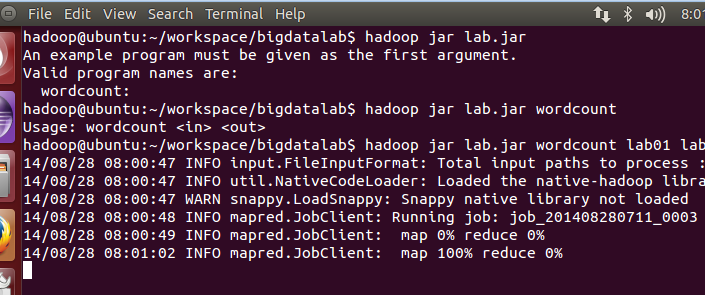 File Edit View Search Terminal Help 8:01
hadoop@ubuntu:~/workspace/bigdatalab$ hadoop jar lab.jar
An example program must be given as the first argument.
Valid program names are:
  wordcount:
hadoop@ubuntu:~/workspace/bigdatalab$ hadoop jar lab.jar wordcount
Usage: wordcount <in> <out>
hadoop@ubuntu:~/workspace/bigdatalab$ hadoop jar lab.jar wordcount lab01 lab
14/08/28 08:00:47 INFO input.FileInputFormat: Total input paths to process :
14/08/28 08:00:47 INFO util.NativeCodeLoader: Loaded the native-hadoop libra
14/08/28 08:00:47 WARN snappy.LoadSnappy: Snappy native library not loaded
14/08/28 08:00:48 INFO mapred.JobClient: Running job: job_201408280711_0003
14/08/28 08:00:49 INFO mapred.JobClient:  map 0% reduce 0%
14/08/28 08:01:02 INFO mapred.JobClient:  map 100% reduce 0%